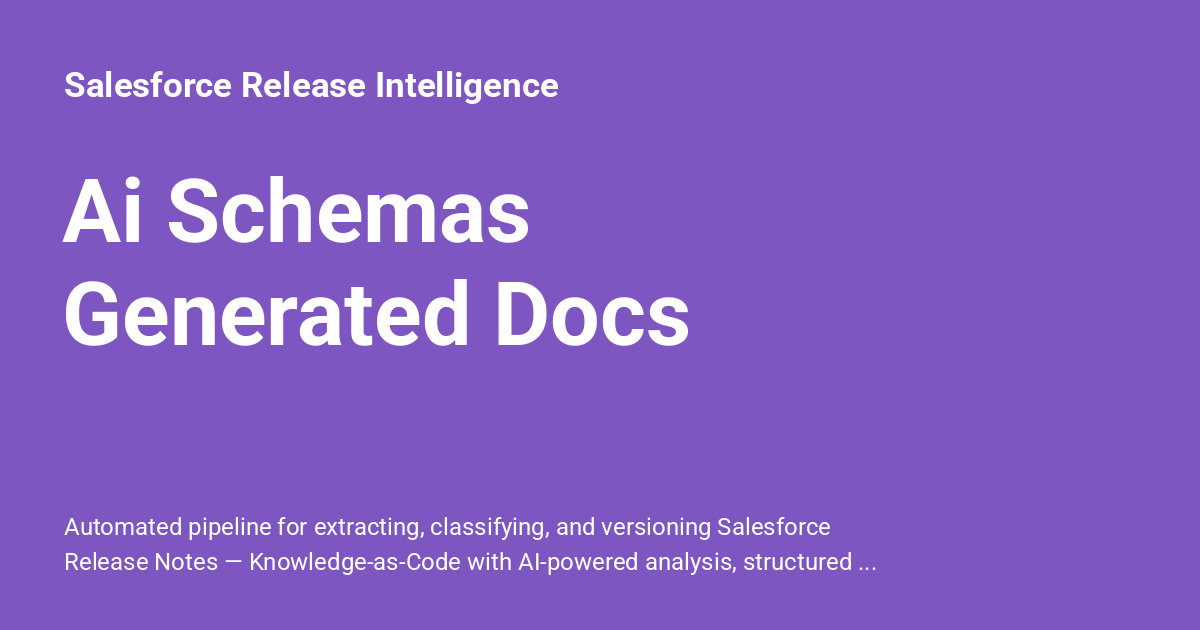 Salesforce Release Intelligence
Ai Schemas
Generated Docs
Automated pipeline for extracting, classifying, and versioning Salesforce
Release Notes — Knowledge-as-Code with AI-powered analysis, structured ...